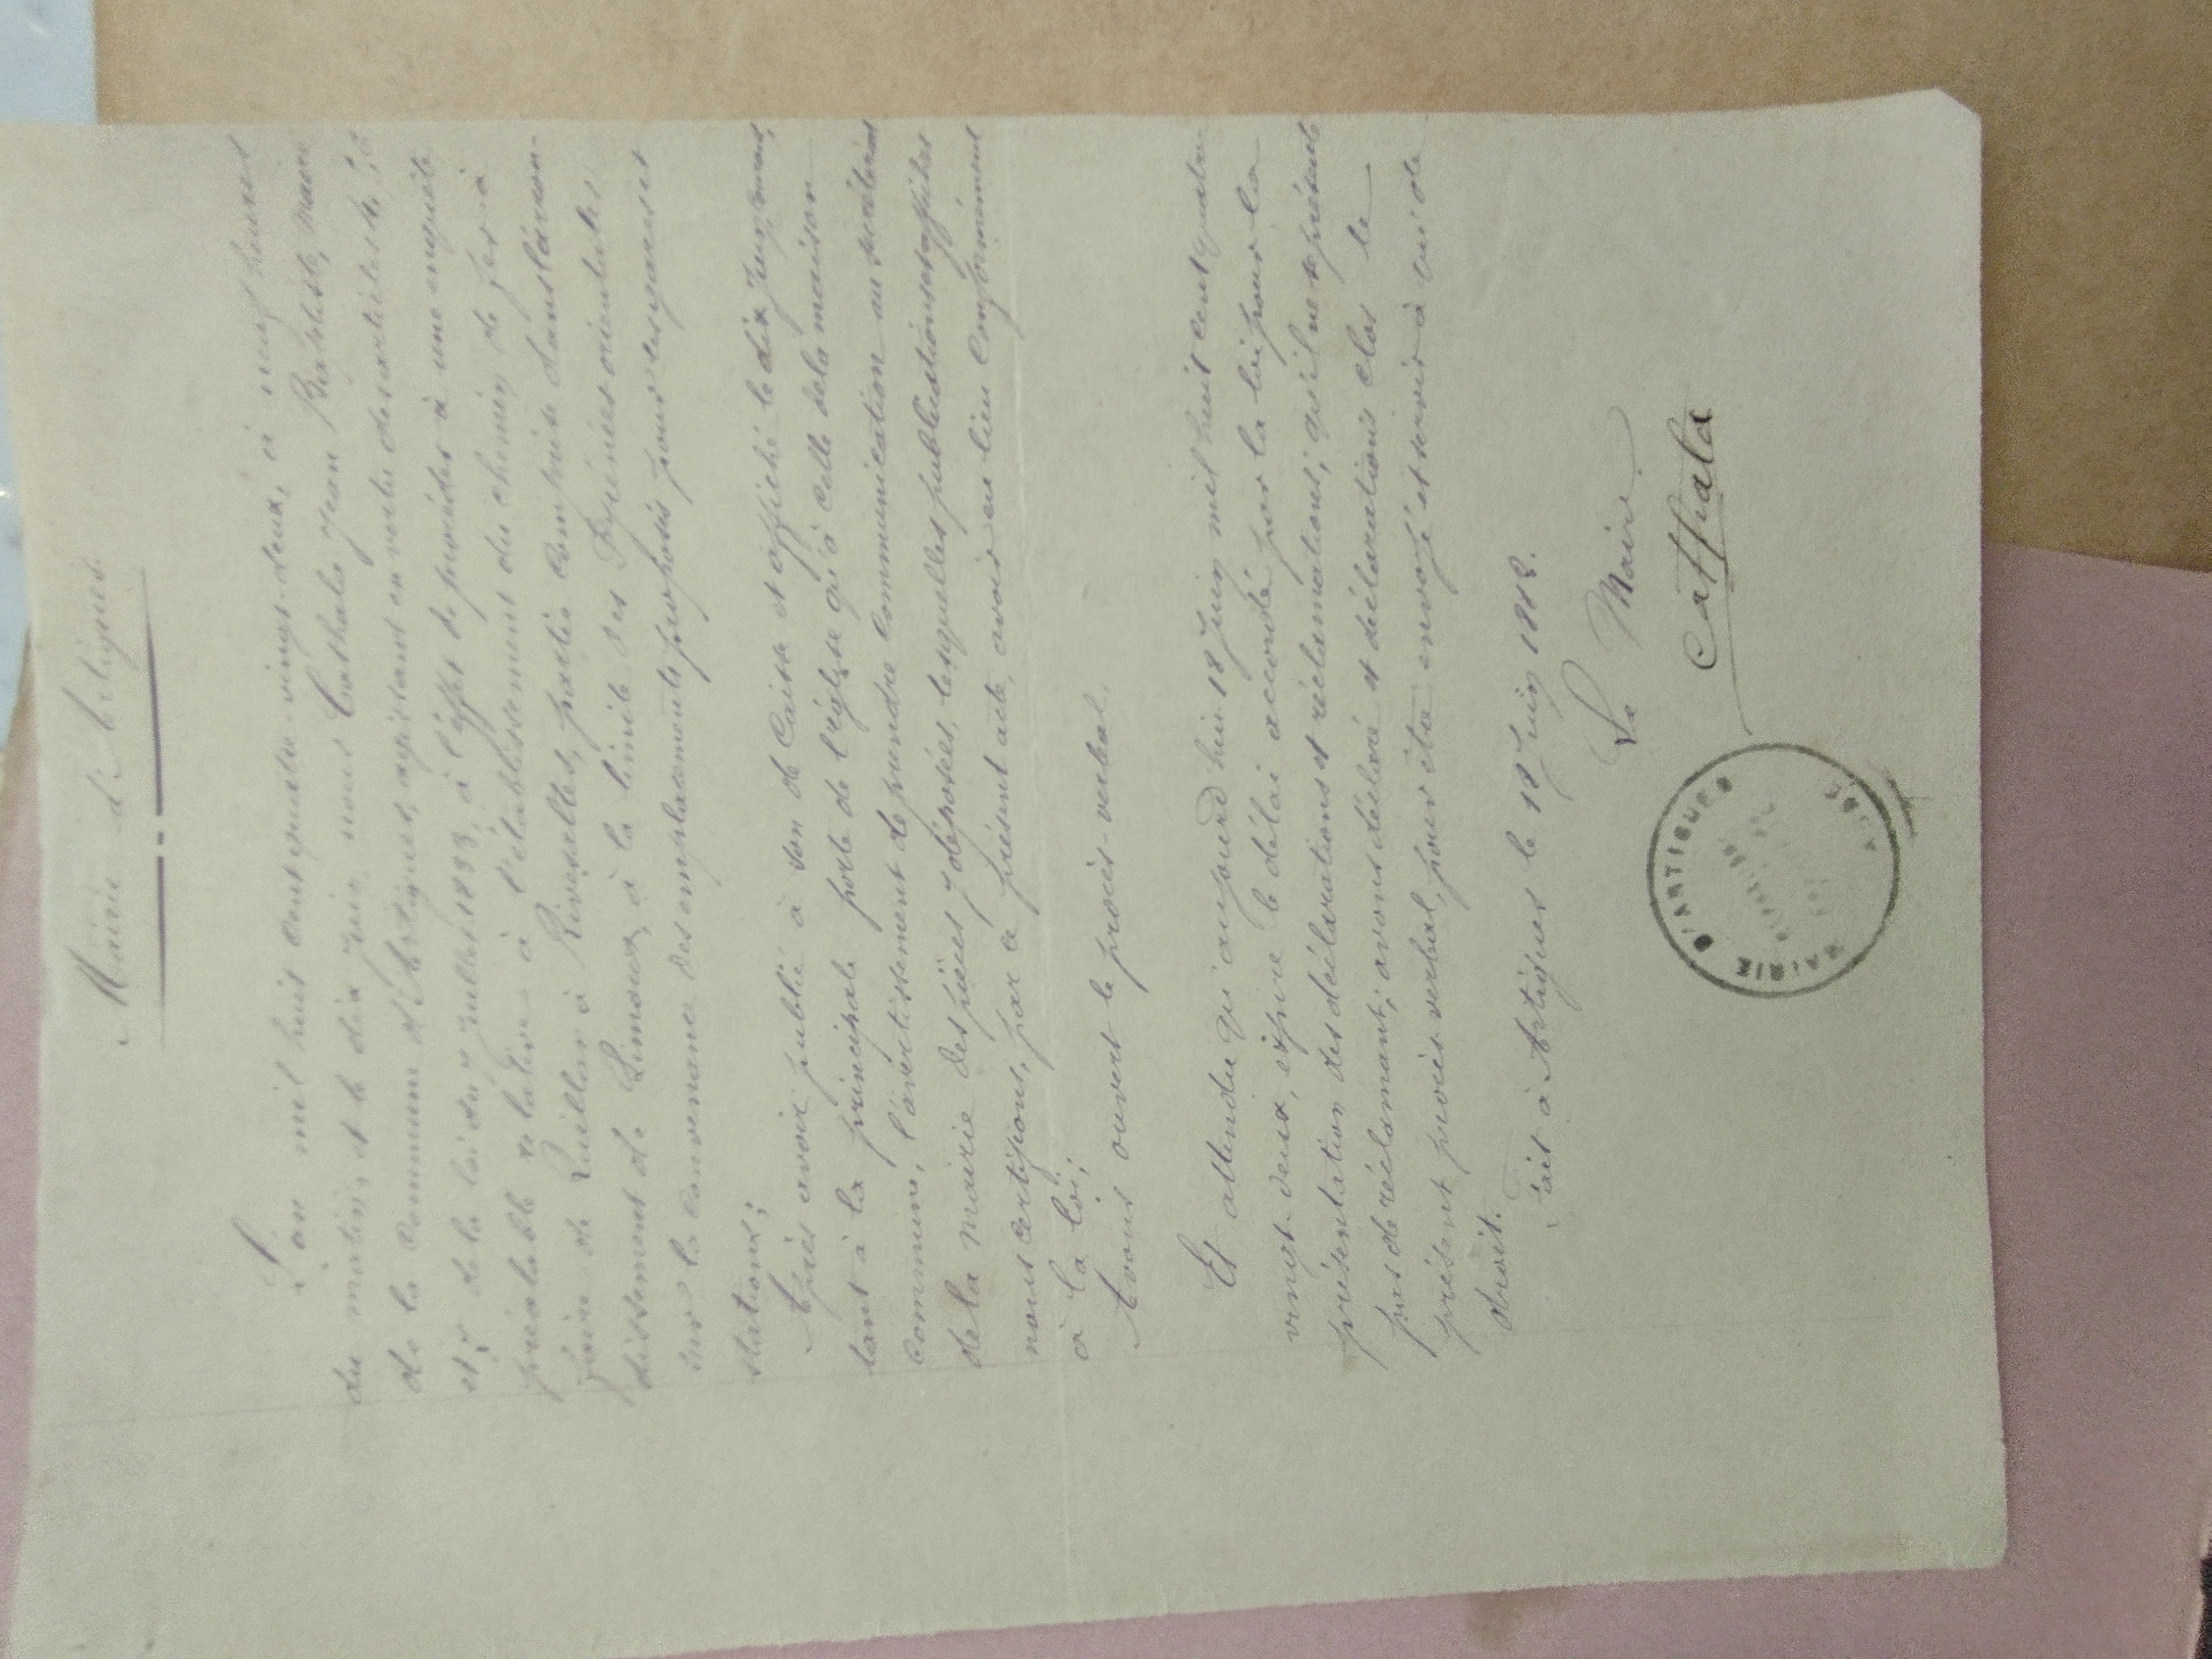 Mairie d'Artigues
L'an mil huit cent quatre-vingt-deux, à neuf heures
du matin, et le dix Juin, nous Cathala Jean Baptiste, maire
de la Commune d'Artigues, agissant en vertu des articles 4, 5, 6
et 7 de la loi du 7 Juillet, à l'effet de procéder à une enquête
préalable relative à l'établissement du chemin de fer à
faire de Quillan à Rivesaltes, partie comprise dans l'arron-
dissement de Limoux, à la limite des Pyrénées orientales
sur la convenance des emplacements proposés pour les gares et
stations;
Après avoir publié à son de Caisse et affiché le dix Juin, courant,
tant à la principale porte de l'église qu'à celle de la maison
commune, l'avertissement de prendre communication au secrétariat
de la mairie des pièces y déposées, lesquelles publications et affiches
nous certifions, par ce présent acte, avoir eu lieu conformément
à la loi;
Avons ouvert le procès-verbal.
Et attendu qu'aujourd'hui 18 Juin mil huit cent quatre
vingt-deux, expire le délai accordé par la loi pour la
présentation des déclarations et réclamations; qu'il ne se présente
pas de réclamant; avons déclaré et déclarations clos le
présent procès-verbal, pour être envoyé et servir à qui de
droit.
Fait à Artigues le 18 Juin 1882.
Le Maire
Cathala
MAIRIE D'ARTIGUES
AUDE